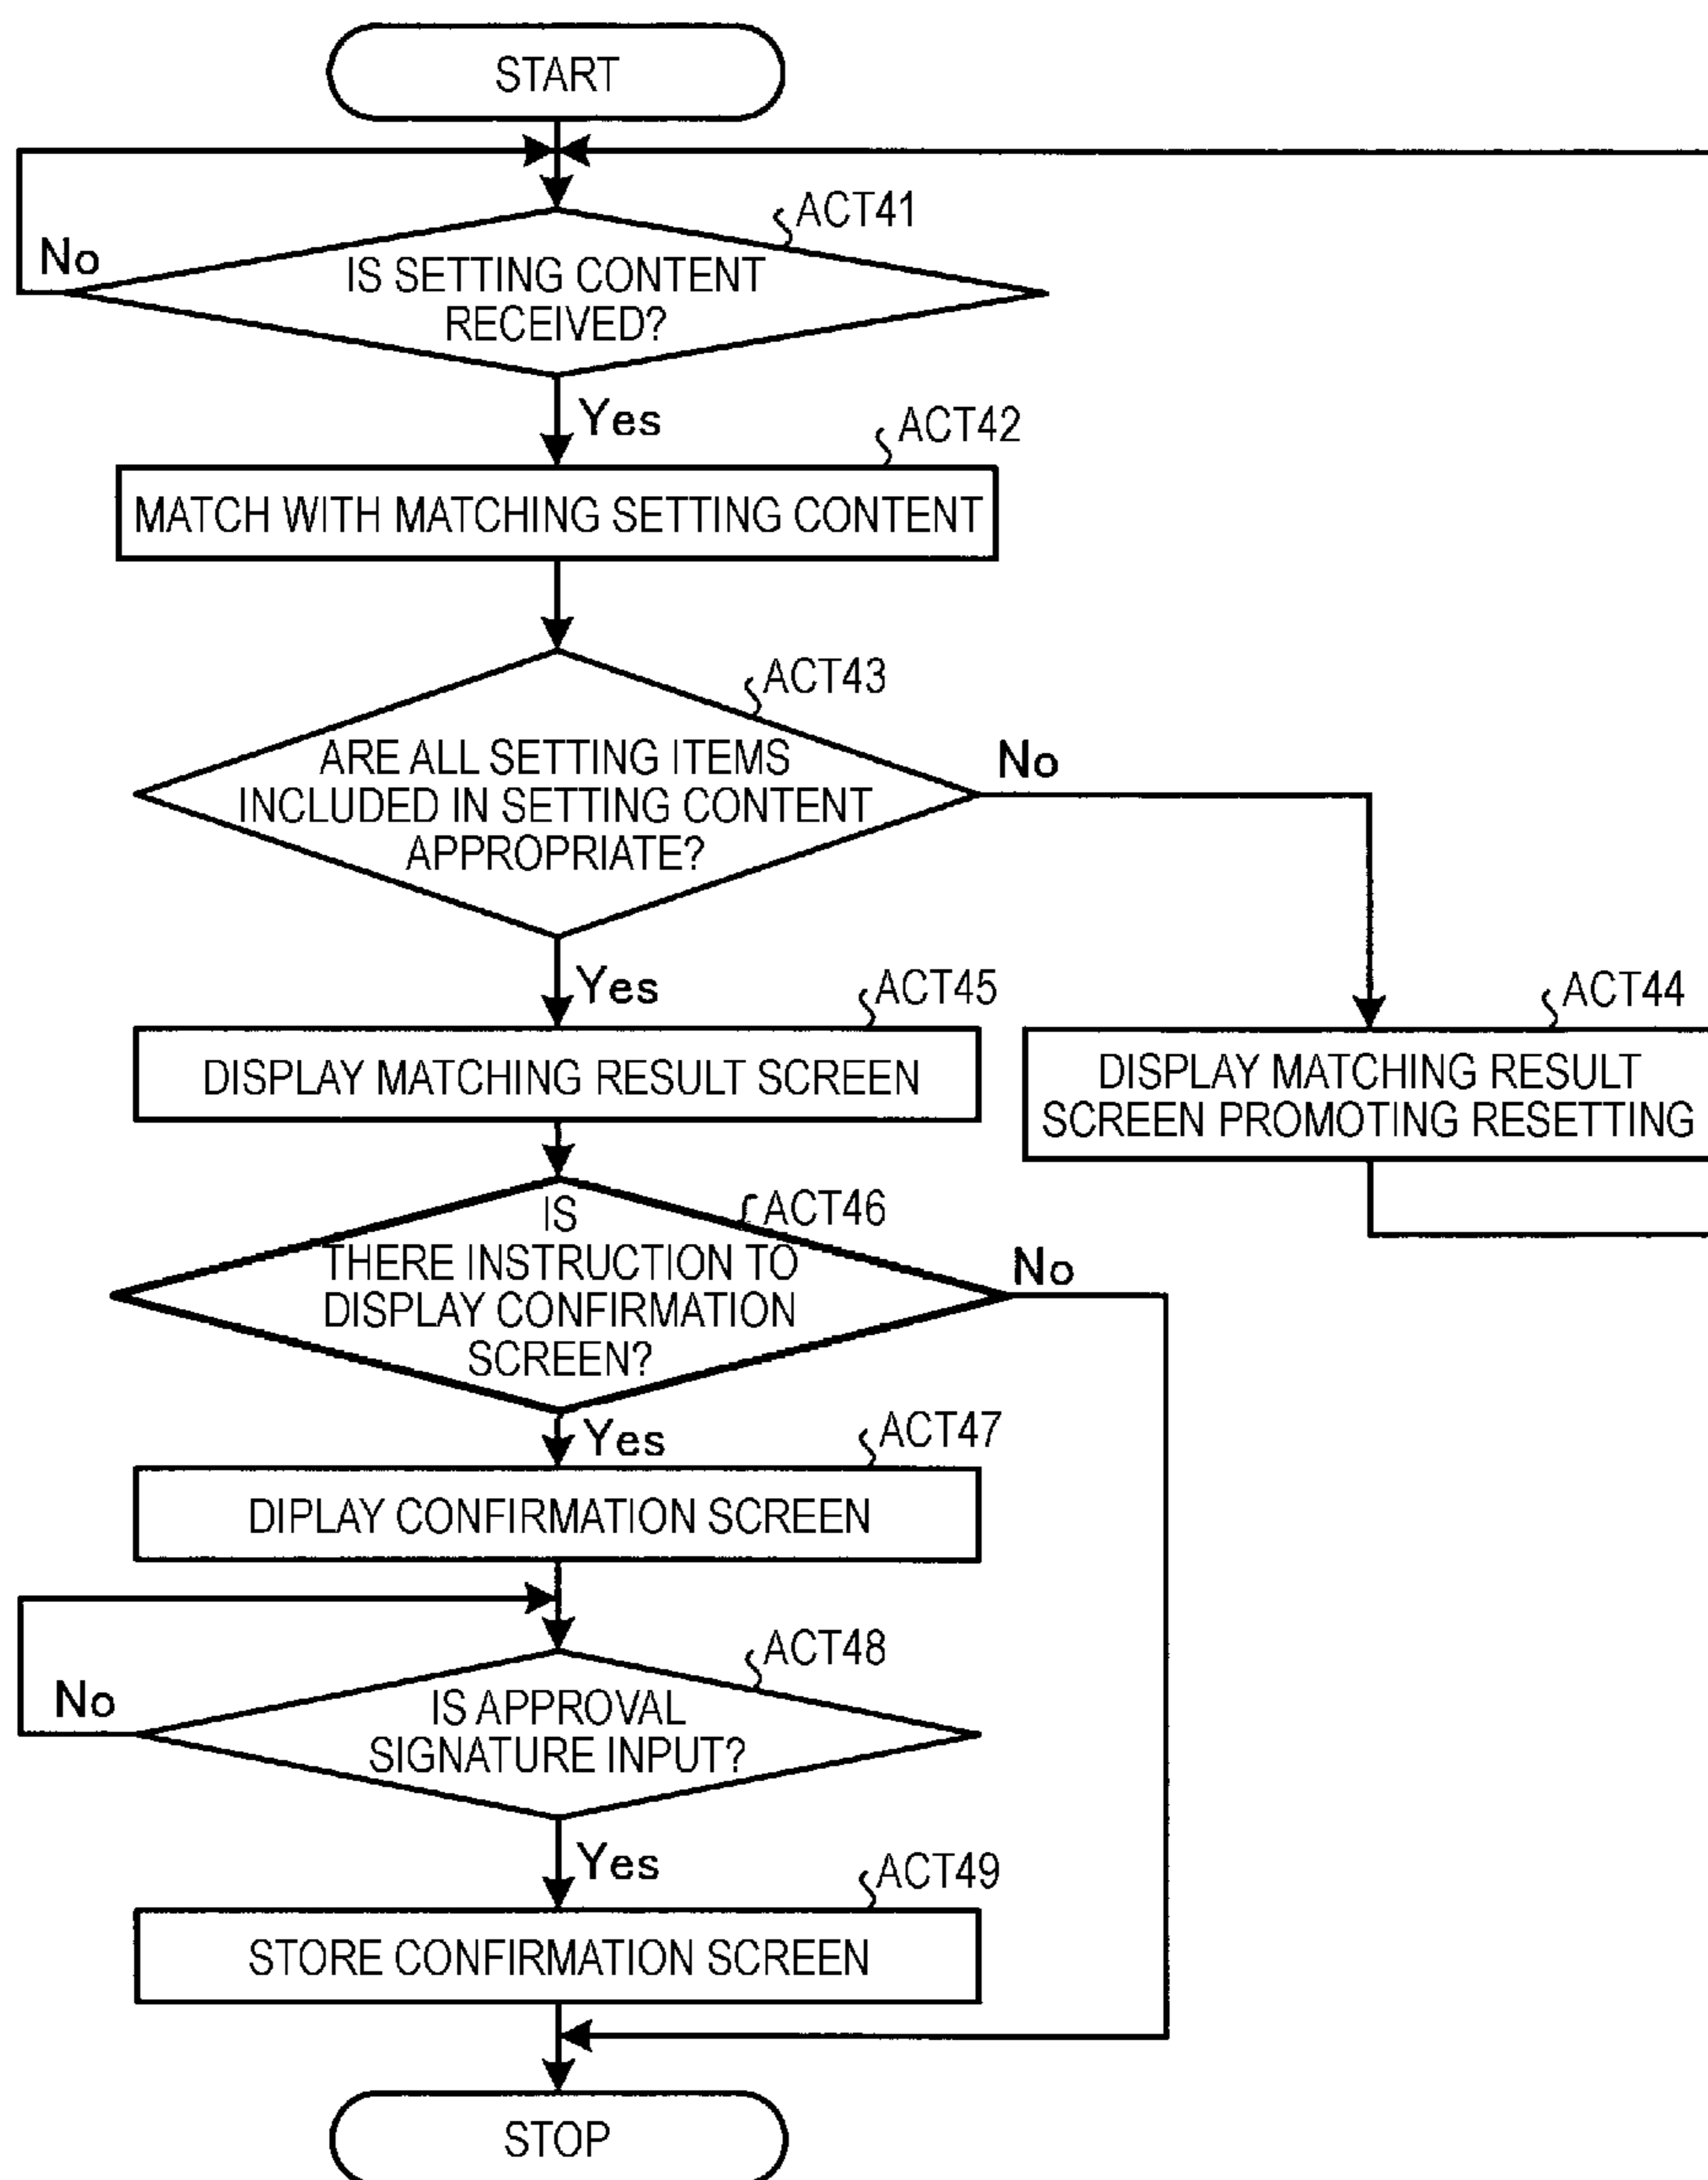 START
ACT41
No
IS SETTING CONTENT
RECEIVED?
Yes
ACT42
MATCH WITH MATCHING SETTING CONTENT
ACT43
ARE ALL SETTING ITEMS
INCLUDED IN SETTING CONTENT
APPROPRIATE?
No
Yes
ACT45
DISPLAY MATCHING RESULT SCREEN
ACT44
DISPLAY MATCHING RESULT
SCREEN PROMOTING RESETTING
ACT46
IS
THERE INSTRUCTION TO
DISPLAY CONFIRMATION
SCREEN?
No
Yes
ACT47
DIPLAY CONFIRMATION SCREEN
ACT48
No
IS APPROVAL
SIGNATURE INPUT?
Yes
ACT49
STORE CONFIRMATION SCREEN
STOP